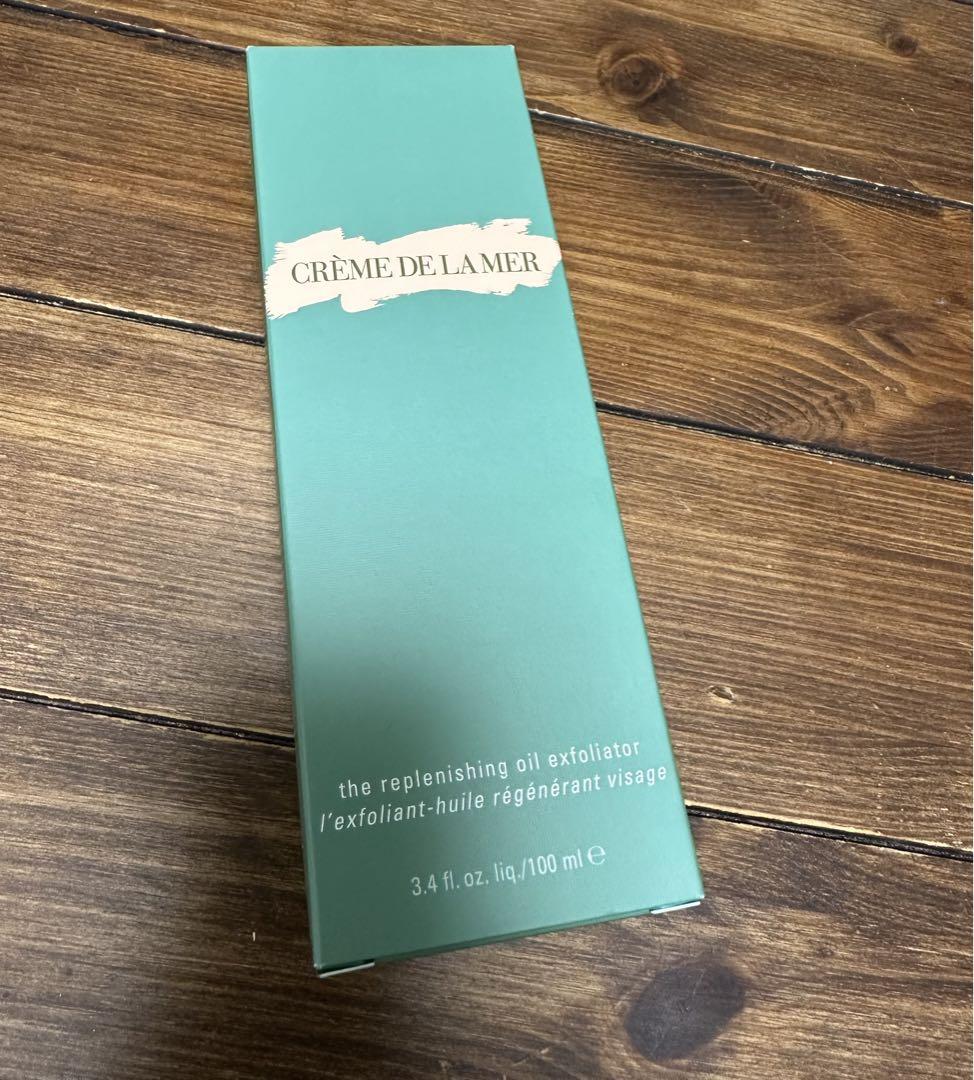 CRÈME DE LA MER
the replenishing oil exfoliator
l'exfoliant-huile régénérant visage
3.4 fl. oz. liq./100 ml ℮